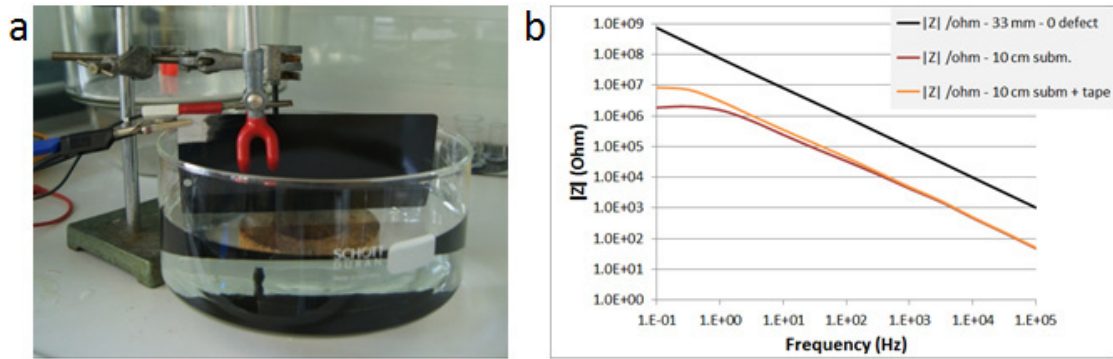 a
SCHOTT
DURAN
b
|Z| (Ohm)
1.0E+09
1.0E+08
1.0E+07
1.0E+06
1.0E+05
1.0E+04
1.0E+03
1.0E+02
1.0E+01
1.0E+00
|Z| /ohm - 33 mm - 0 defect
|Z| /ohm - 10 cm subm.
|Z| /ohm - 10 cm subm + tape
1.E-01 1.E+00 1.E+01 1.E+02 1.E+03 1.E+04 1.E+05
Frequency (Hz)